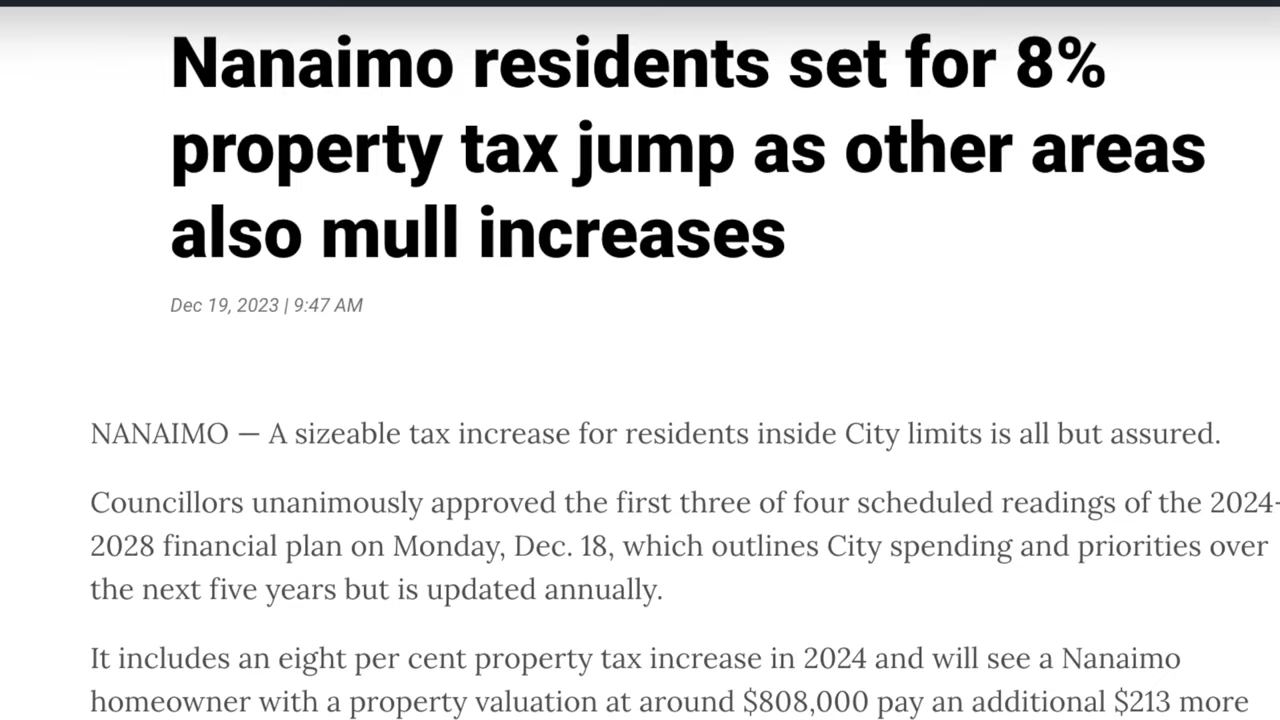 Nanaimo residents set for 8%
property tax jump as other areas
also mull increases
Dec 19, 2023 | 9:47 AM
NANAIMO — A sizeable tax increase for residents inside City limits is all but assured.
Councillors unanimously approved the first three of four scheduled readings of the 2024-
2028 financial plan on Monday, Dec. 18, which outlines City spending and priorities over
the next five years but is updated annually.
It includes an eight per cent property tax increase in 2024 and will see a Nanaimo
homeowner with a property valuation at around $808,000 pay an additional $213 more